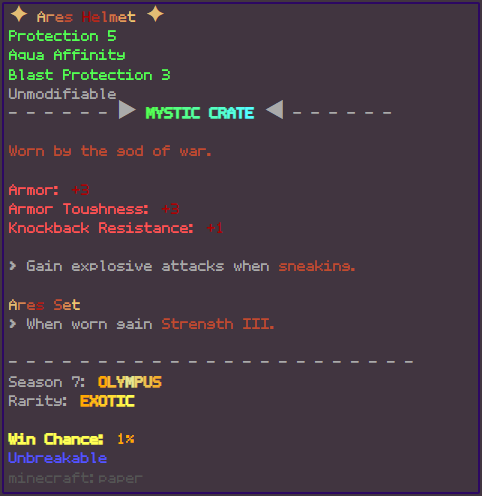 ✦ Ares Helmet ✦
Protection 5
Aqua Affinity
Blast Protection 3
Unmodifiable
- - - - - - ▶ MYSTIC CRATE ◀ - - - - - -
Worn by the god of war.
Armor: +3
Armor Toughness: +3
Knockback Resistance: +1
> Gain explosive attacks when sneaking.
Ares Set
> When worn gain Strength III.
- - - - - - - - - - - - - - - - - - - - - - -
Season 7: OLYMPUS
Rarity: EXOTIC
Win Chance: 1%
Unbreakable
minecraft:paper